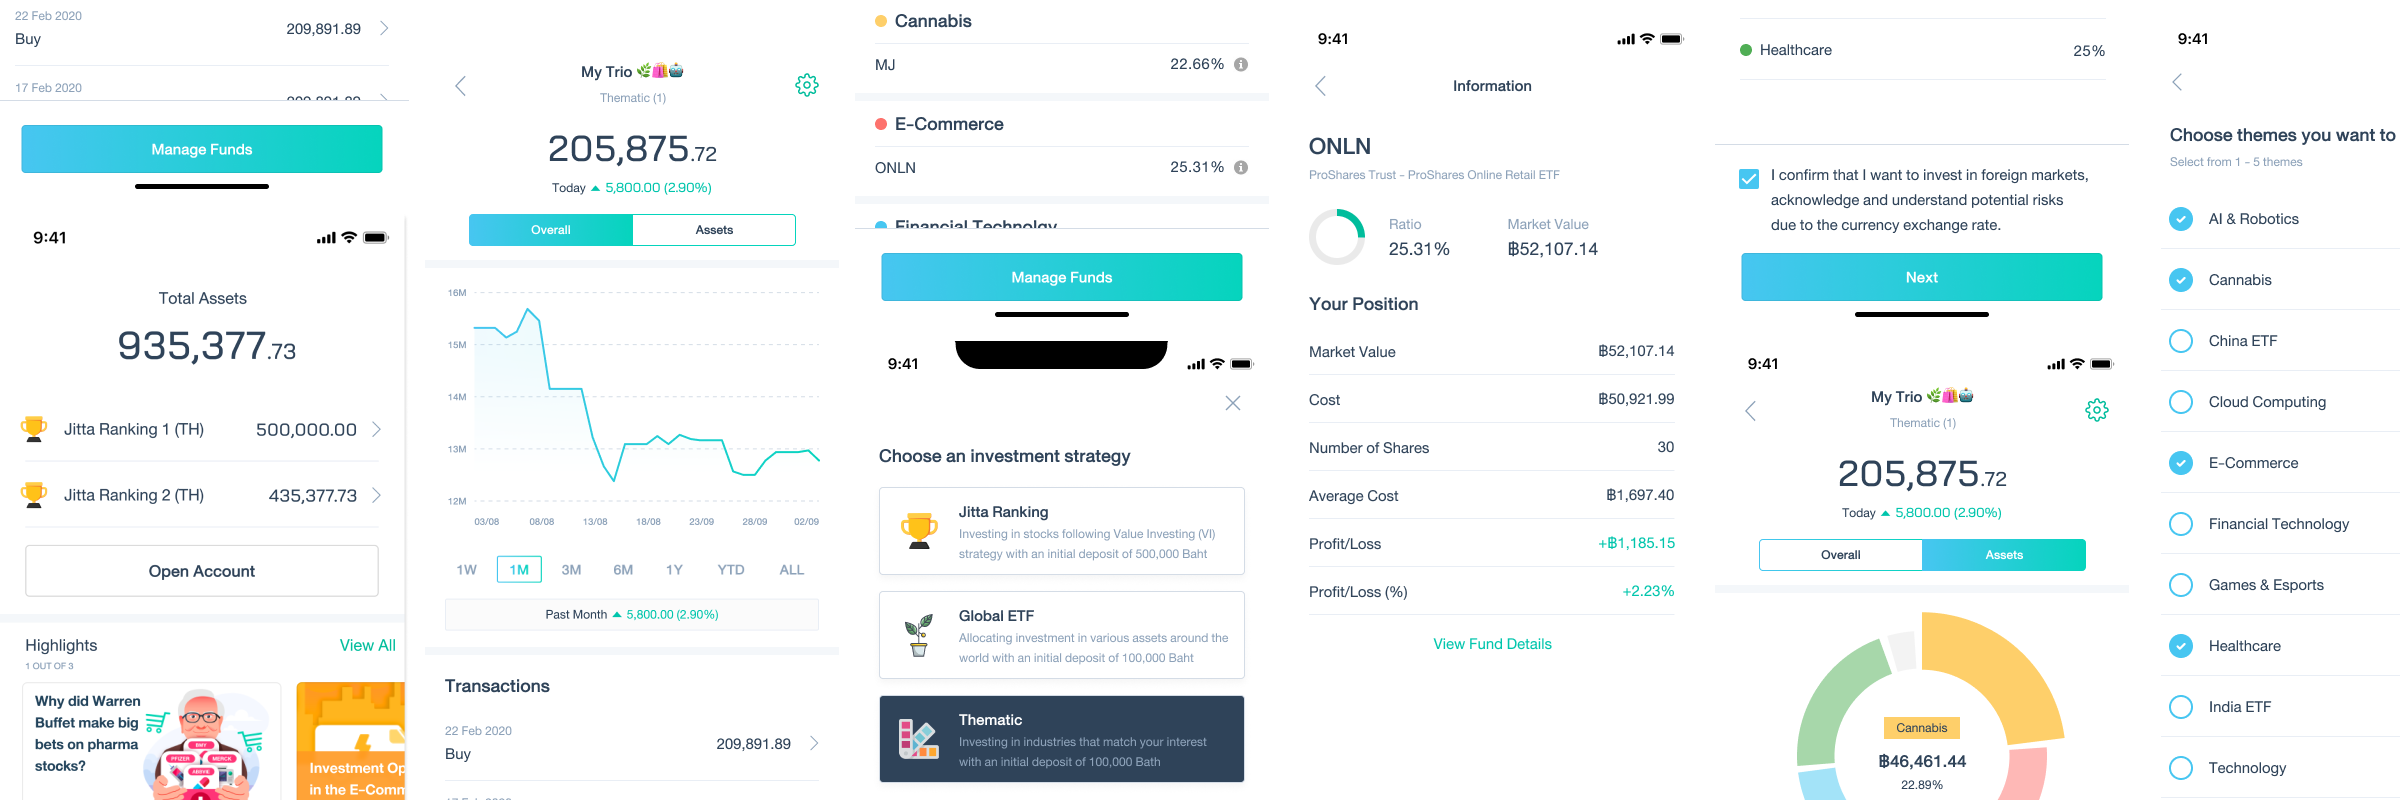 22 Feb 2020
Buy
209,891.89
17 Feb 2020
209,891.89
Manage Funds
9:41
Total Assets
935,377.73
Jitta Ranking 1 (TH)
500,000.00
Jitta Ranking 2 (TH)
435,377.73
Open Account
Highlights
View All
1 OUT OF 3
Why did Warren
Buffet make big
bets on pharma
stocks?
BMY
PFIZER
MERCK
ABBVIE
Investment Op
in the E-Comm
My Trio
Thematic (1)
205,875.72
Today 5,800.00 (2.90%)
Overall
Assets
16M
15M
14M
13M
12M
03/08
08/08
13/08
18/08
23/09
28/09
02/09
1W
1M
3M
6M
1Y
YTD
ALL
Past Month 5,800.00 (2.90%)
Transactions
22 Feb 2020
Buy
209,891.89
Cannabis
MJ
22.66%
E-Commerce
ONLN
25.31%
Financial Technolgy
Manage Funds
9:41
Choose an investment strategy
Jitta Ranking
Investing in stocks following Value Investing (VI)
strategy with an initial deposit of 500,000 Baht
Global ETF
Allocating investment in various assets around the
world with an initial deposit of 100,000 Baht
Thematic
Investing in industries that match your interest
with an initial deposit of 100,000 Bath
9:41
Information
ONLN
ProShares Trust - ProShares Online Retail ETF
Ratio
25.31%
Market Value
฿52,107.14
Your Position
Market Value
฿52,107.14
Cost
฿50,921.99
Number of Shares
30
Average Cost
฿1,697.40
Profit/Loss
+฿1,185.15
Profit/Loss (%)
+2.23%
View Fund Details
Healthcare
25%
I confirm that I want to invest in foreign markets,
acknowledge and understand potential risks
due to the currency exchange rate.
Next
9:41
My Trio
Thematic (1)
205,875.72
Today 5,800.00 (2.90%)
Overall
Assets
Cannabis
฿46,461.44
22.89%
9:41
Choose themes you want to
Select from 1 - 5 themes
AI & Robotics
Cannabis
China ETF
Cloud Computing
E-Commerce
Financial Technology
Games & Esports
Healthcare
India ETF
Technology